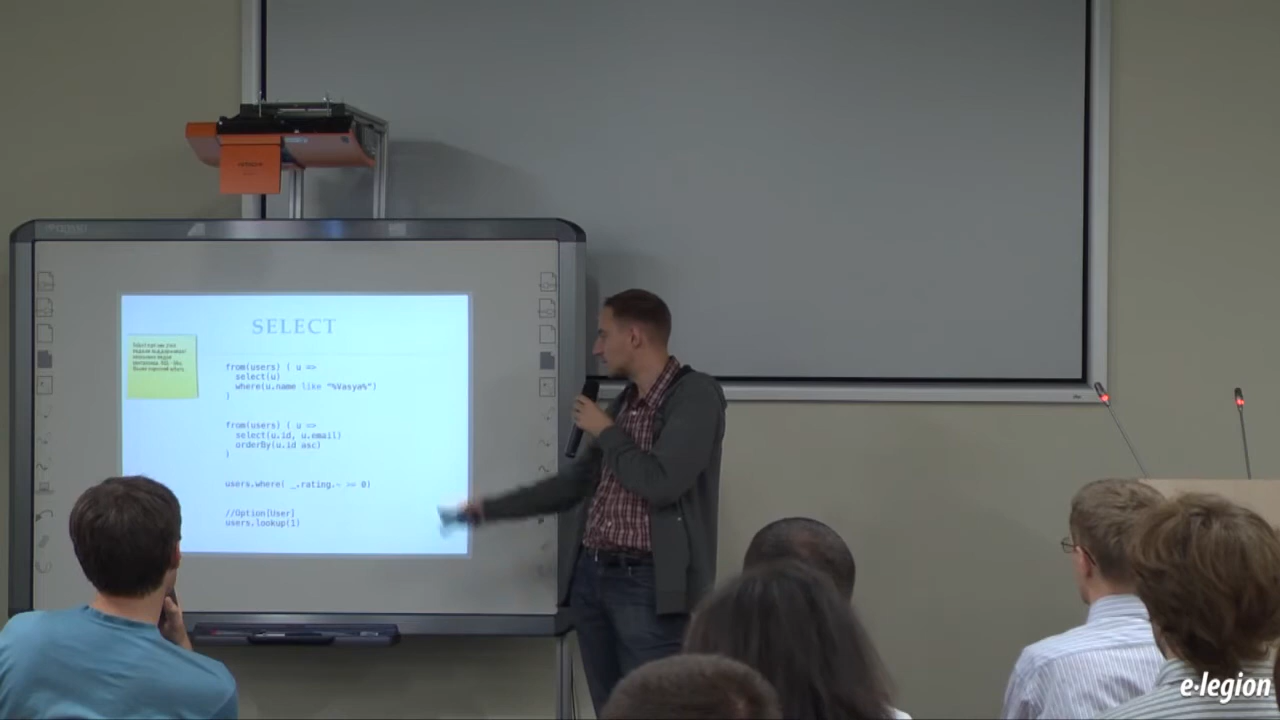 SELECT
from(users) ( u =>
select(u)
where(u.name like "%Vasya%")
)
from(users) ( u =>
select(u.id, u.email)
orderBy(u.id asc)
)
users.where( _.rating.~ >= 0)
//Option[User]
users.lookup(1)
e·legion